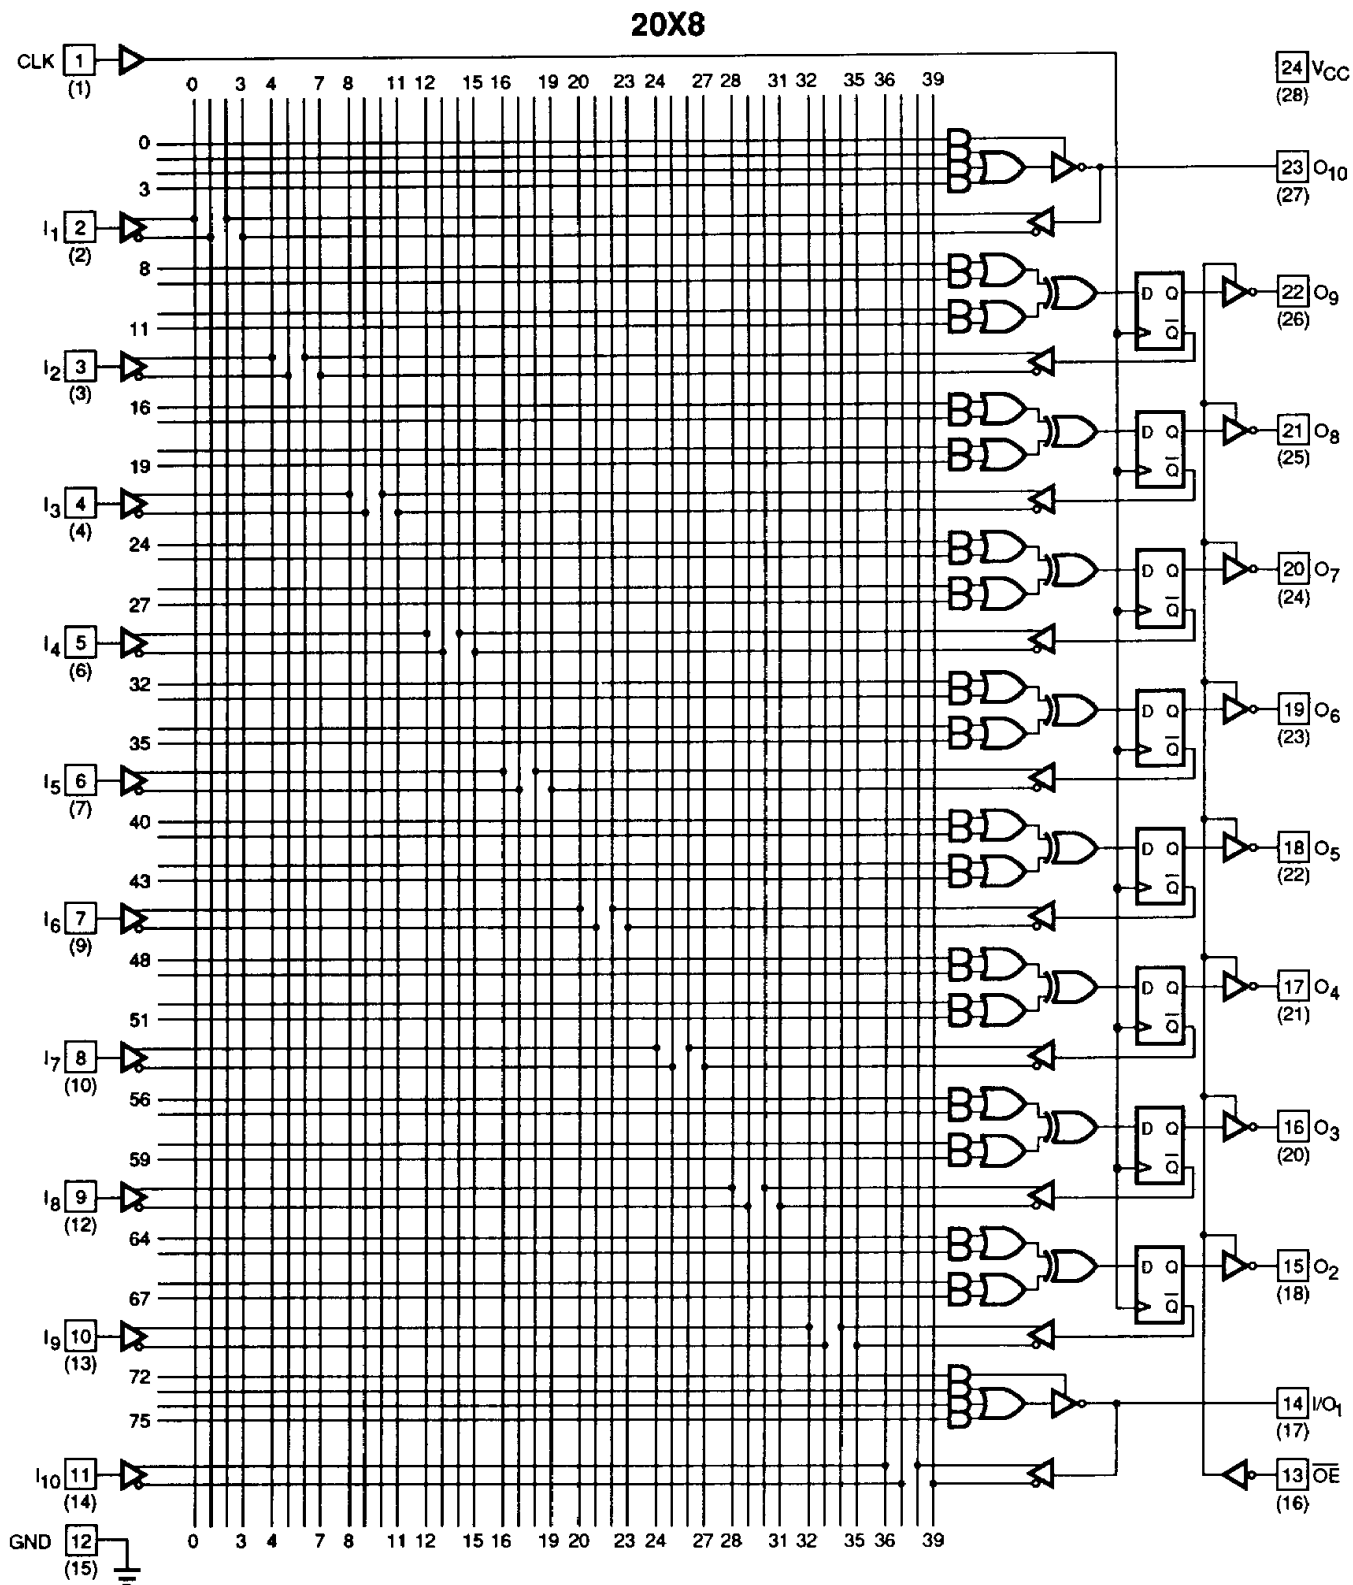 20X8
CLK 1 (1)
24 VCC (28)
0 3 4 7 8 11 12 15 16 19 20 23 24 27 28 31 32 35 36 39
0
3
23 O10 (27)
I1 2 (2)
8
11
D Q
Q̅
22 O9 (26)
I2 3 (3)
16
19
D Q
Q̅
21 O8 (25)
I3 4 (4)
24
27
D Q
Q̅
20 O7 (24)
I4 5 (6)
32
35
D Q
Q̅
19 O6 (23)
I5 6 (7)
40
43
D Q
Q̅
18 O5 (22)
I6 7 (9)
48
51
D Q
Q̅
17 O4 (21)
I7 8 (10)
56
59
D Q
Q̅
16 O3 (20)
I8 9 (12)
64
67
D Q
Q̅
15 O2 (18)
I9 10 (13)
72
75
14 I/O1 (17)
I10 11 (14)
13 O̅E̅ (16)
GND 12 (15)
0 3 4 7 8 11 12 15 16 19 20 23 24 27 28 31 32 35 36 39